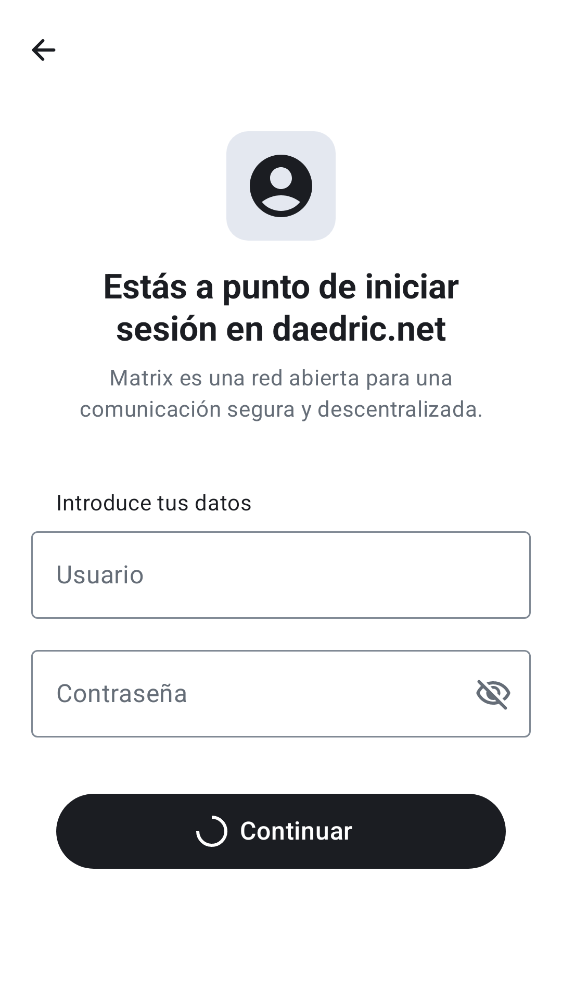 Estás a punto de iniciar
sesión en daedric.net
Matrix es una red abierta para una
comunicación segura y descentralizada.
Introduce tus datos
Usuario
Contraseña
Continuar